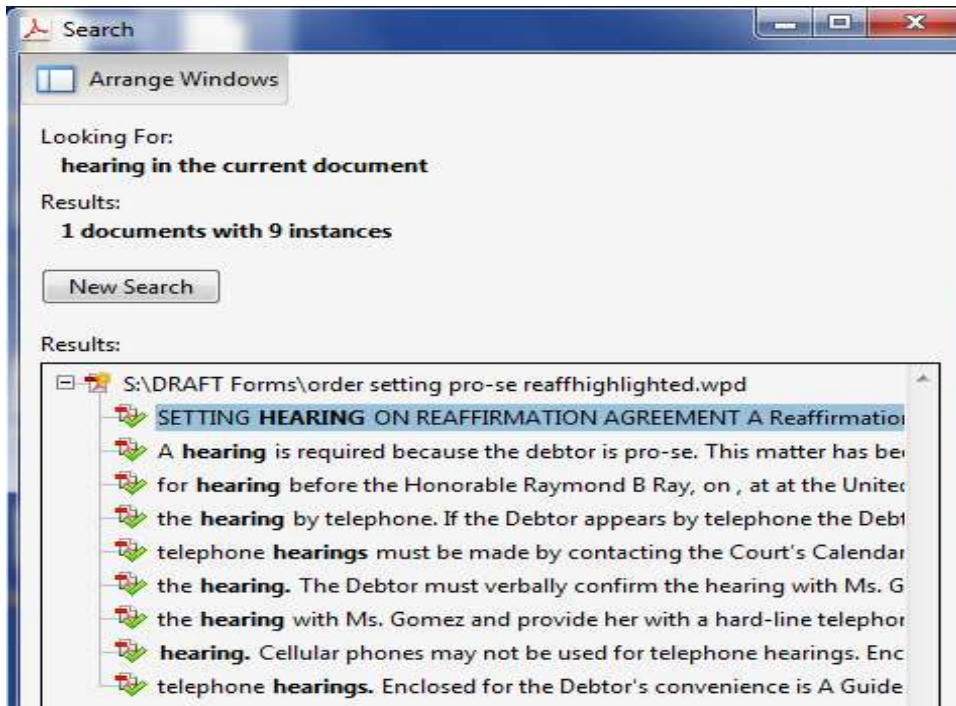 Search
Arrange Windows
Looking For:
hearing in the current document
Results:
1 documents with 9 instances
New Search
Results:
S:\DRAFT Forms\order setting pro-se reaffhighlighted.wpd
SETTING HEARING ON REAFFIRMATION AGREEMENT A Reaffirmatio
A hearing is required because the debtor is pro-se. This matter has be
for hearing before the Honorable Raymond B Ray, on , at at the United
the hearing by telephone. If the Debtor appears by telephone the Debt
telephone hearings must be made by contacting the Court's Calendar
the hearing. The Debtor must verbally confirm the hearing with Ms. G
the hearing with Ms. Gomez and provide her with a hard-line telephor
hearing. Cellular phones may not be used for telephone hearings. Enc
telephone hearings. Enclosed for the Debtor's convenience is A Guide